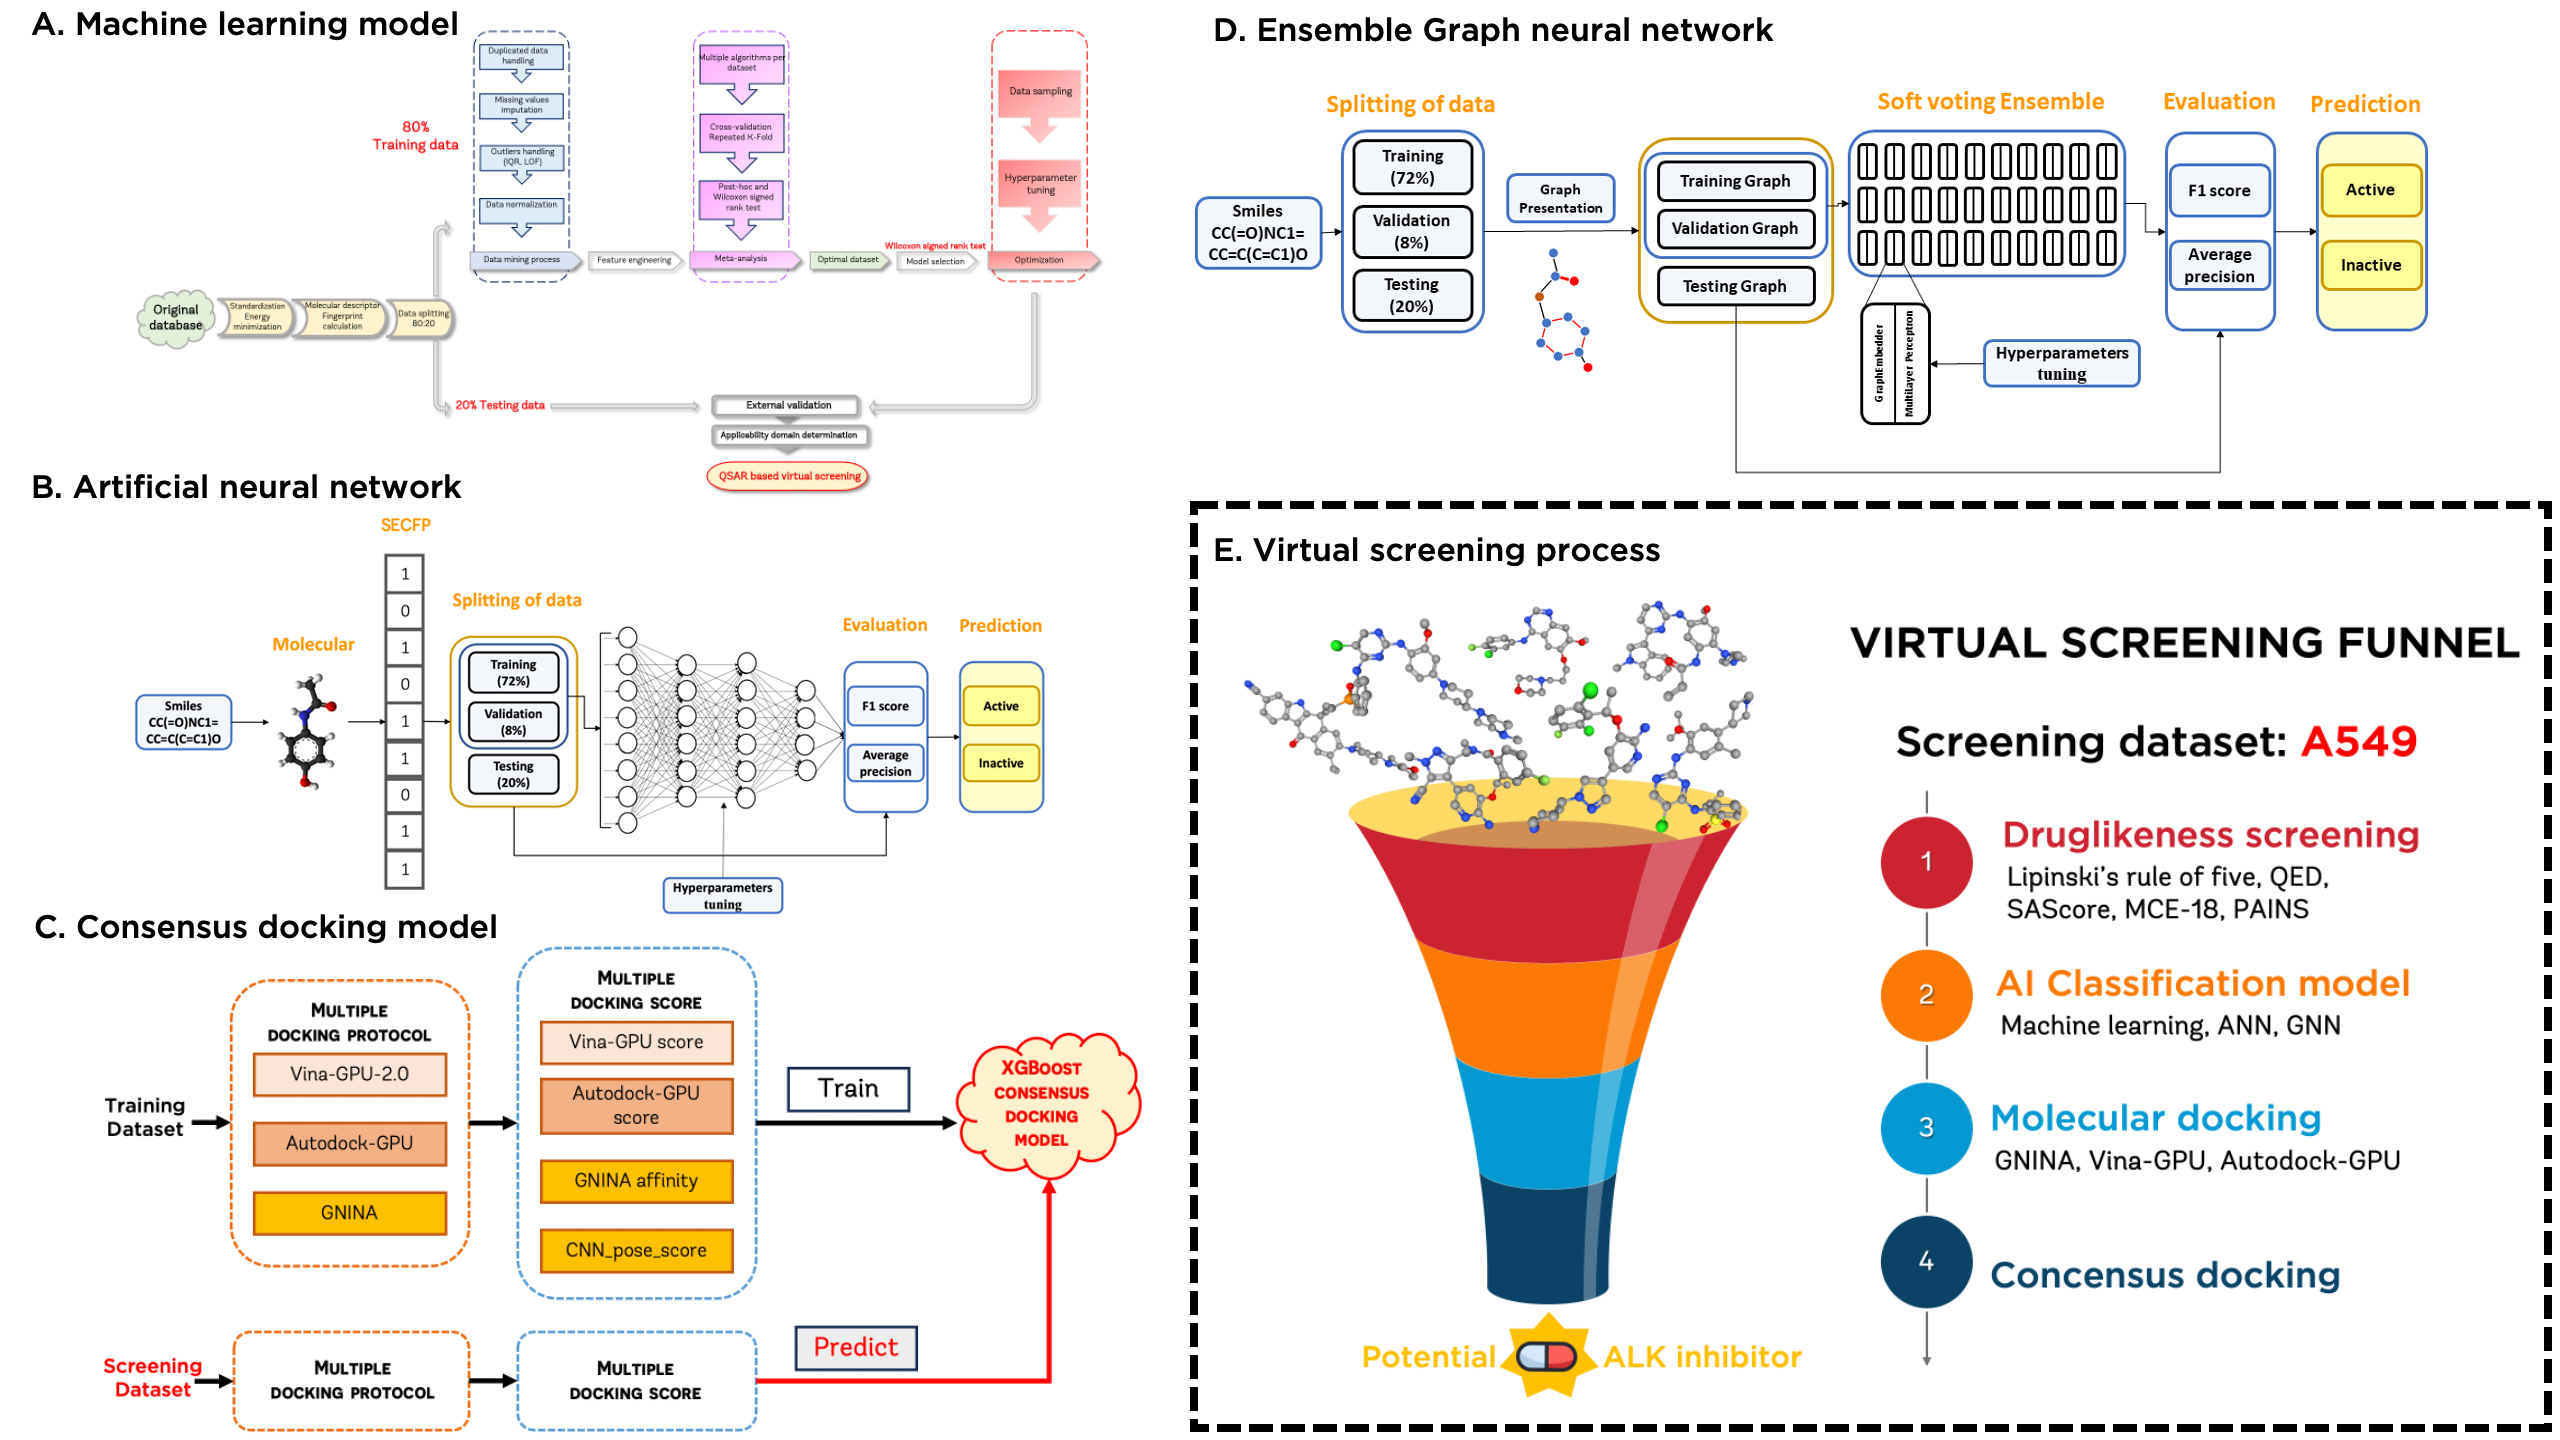 A. Machine learning model
Duplicated data
handling
Missing values
imputation
Outliers handling
(IQR, LOF)
Data normalization
Data mining process
80%
Training data
Feature engineering
Multiple algorithms per
dataset
Cross-validation
Repeated K-Fold
Post-hoc and
Wilcoxon signed
rank test
Meta-analysis
Optimal dataset
Wilcoxon signed rank test
Model selection
Data sampling
Hyperparameter
tuning
Optimization
Original
database
Standardization
Energy
minimization
Molecular descriptor
Fingerprint
calculation
Data splitting
80:20
20% Testing data
External validation
Applicability domain determination
QSAR based virtual screening
B. Artificial neural network
SECFP
1
0
1
0
1
1
0
1
1
Molecular
Smiles
CC(=O)NC1=
CC=C(C=C1)O
Splitting of data
Training
(72%)
Validation
(8%)
Testing
(20%)
Hyperparameters
tuning
Evaluation
F1 score
Average
precision
Prediction
Active
Inactive
C. Consensus docking model
Training
Dataset
MULTIPLE
DOCKING PROTOCOL
Vina-GPU-2.0
Autodock-GPU
GNINA
MULTIPLE
DOCKING SCORE
Vina-GPU score
Autodock-GPU
score
GNINA affinity
CNN_pose_score
Train
XGBOOST
CONSENSUS
DOCKING
MODEL
Screening
Dataset
MULTIPLE
DOCKING PROTOCOL
MULTIPLE
DOCKING SCORE
Predict
D. Ensemble Graph neural network
Smiles
CC(=O)NC1=
CC=C(C=C1)O
Splitting of data
Training
(72%)
Validation
(8%)
Testing
(20%)
Graph
Presentation
Training Graph
Validation Graph
Testing Graph
Soft voting Ensemble
GraphEmbedder
Multilayer Perceptron
Hyperparameters
tuning
Evaluation
F1 score
Average
precision
Prediction
Active
Inactive
E. Virtual screening process
VIRTUAL SCREENING FUNNEL
Screening dataset: A549
1
Druglikeness screening
Lipinski's rule of five, QED,
SAScore, MCE-18, PAINS
2
AI Classification model
Machine learning, ANN, GNN
3
Molecular docking
GNINA, Vina-GPU, Autodock-GPU
4
Concensus docking
Potential ALK inhibitor